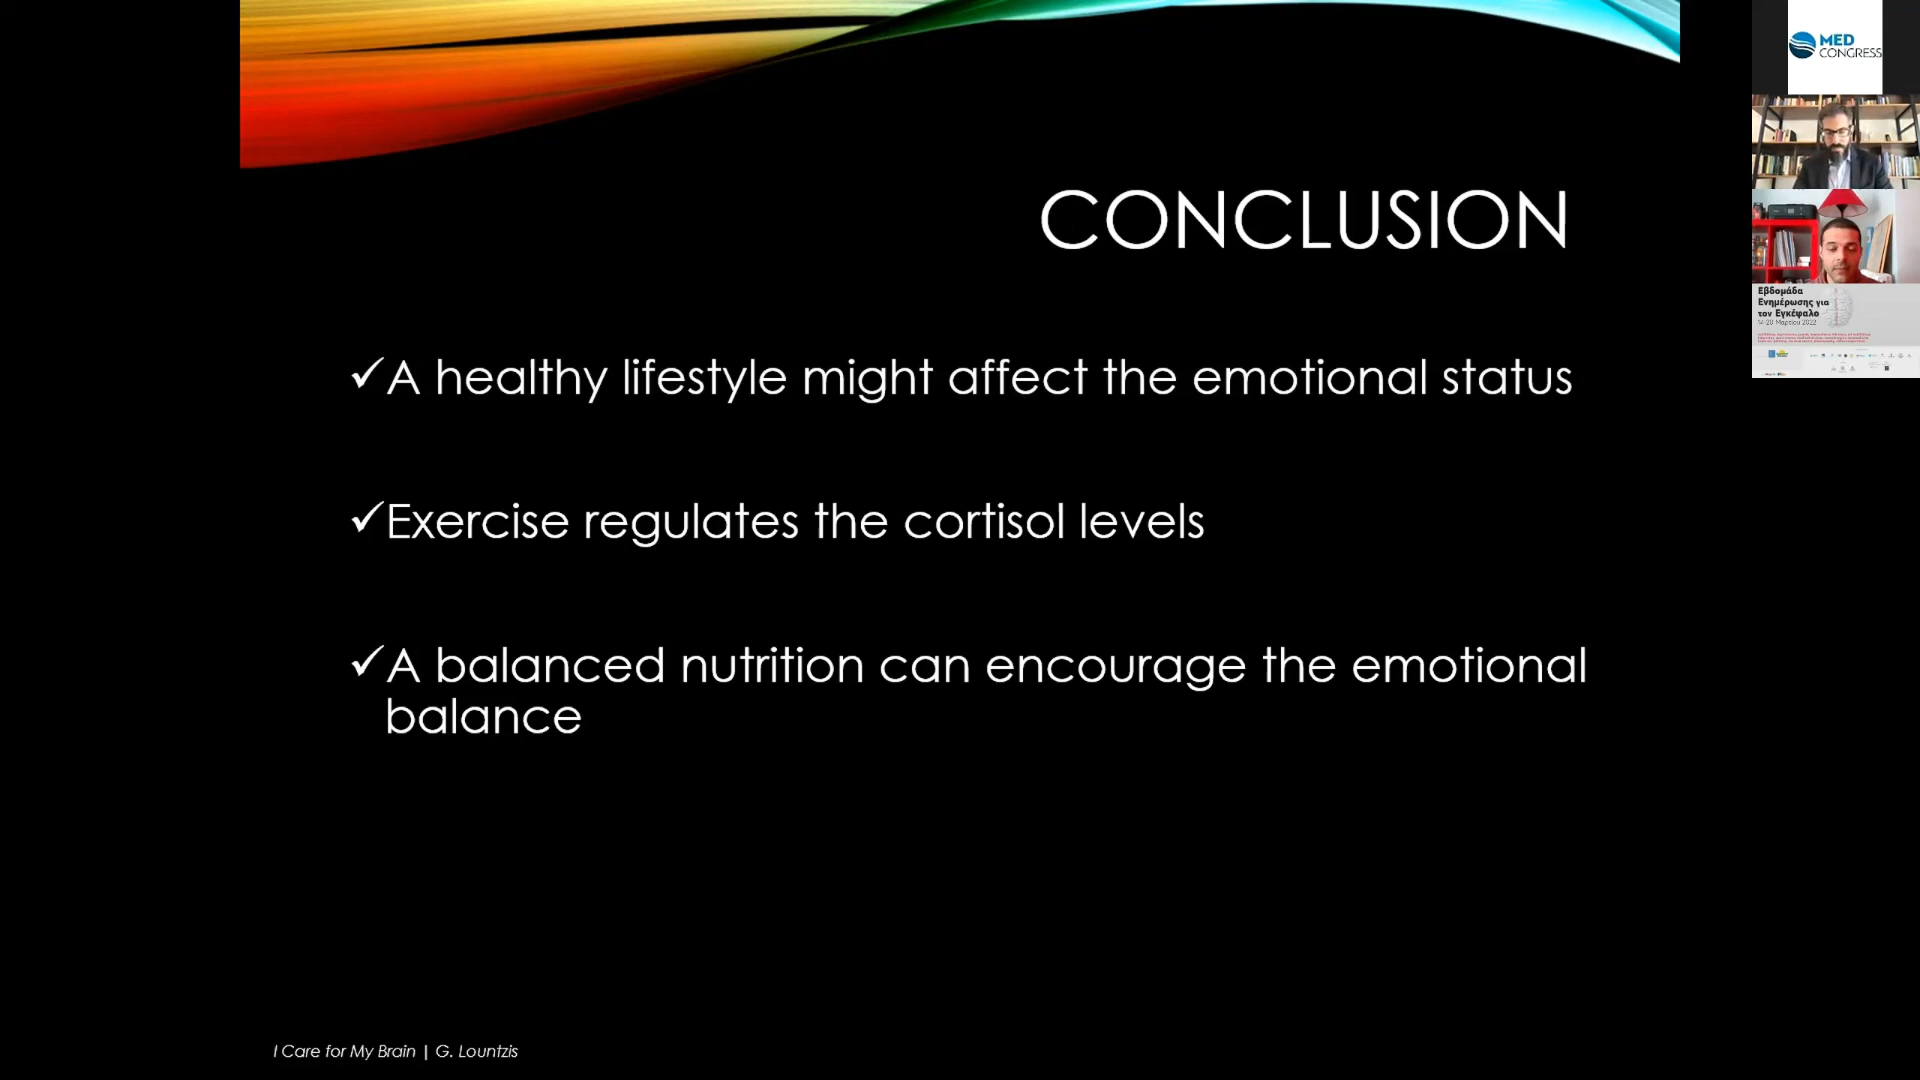 CONCLUSION
✓A healthy lifestyle might affect the emotional status
✓Exercise regulates the cortisol levels
✓A balanced nutrition can encourage the emotional
balance
I Care for My Brain | G. Lountzis
MED
CONGRESS
Εβδομάδα
Ενημέρωσης για
τον Εγκέφαλο
14-20 Μαρτίου 2022